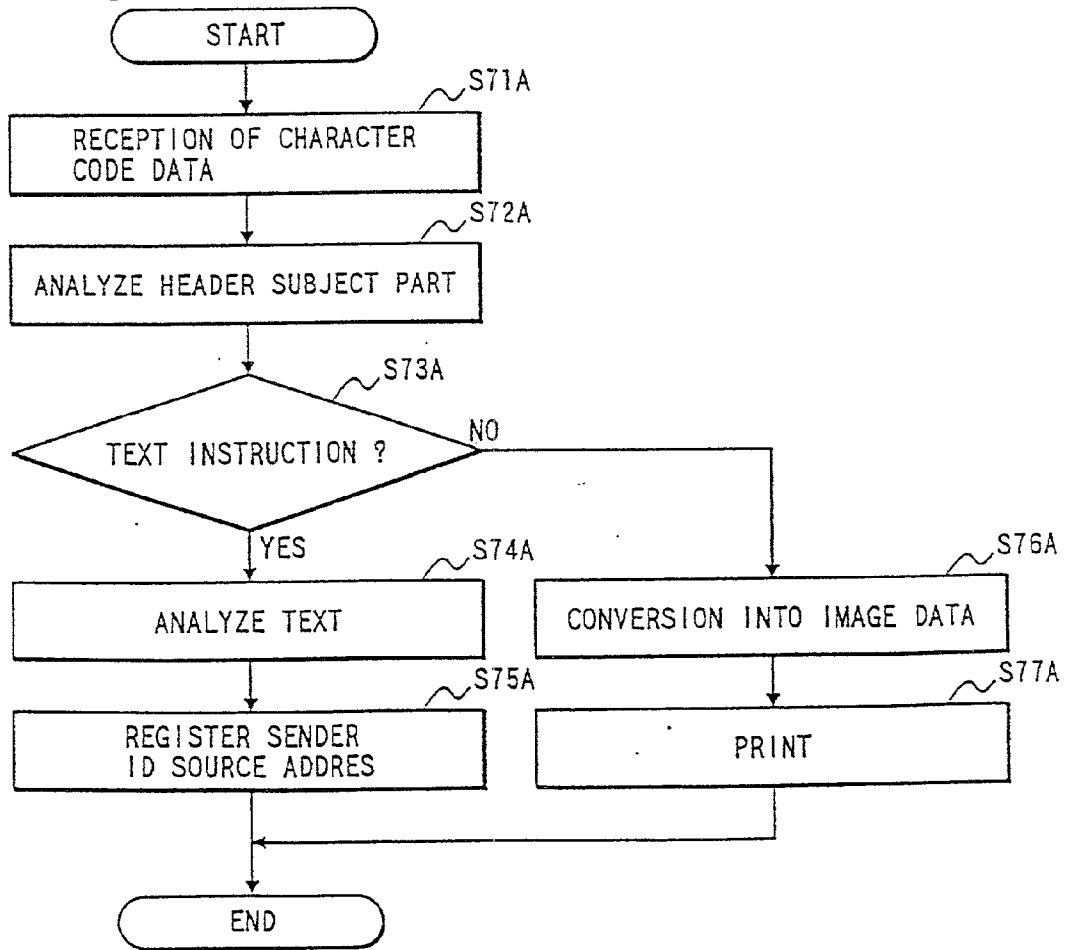 START
S71A
RECEPTION OF CHARACTER
CODE DATA
S72A
ANALYZE HEADER SUBJECT PART
S73A
TEXT INSTRUCTION ?
NO
YES
S74A
ANALYZE TEXT
S76A
CONVERSION INTO IMAGE DATA
S75A
REGISTER SENDER
ID SOURCE ADDRES
S77A
PRINT
END